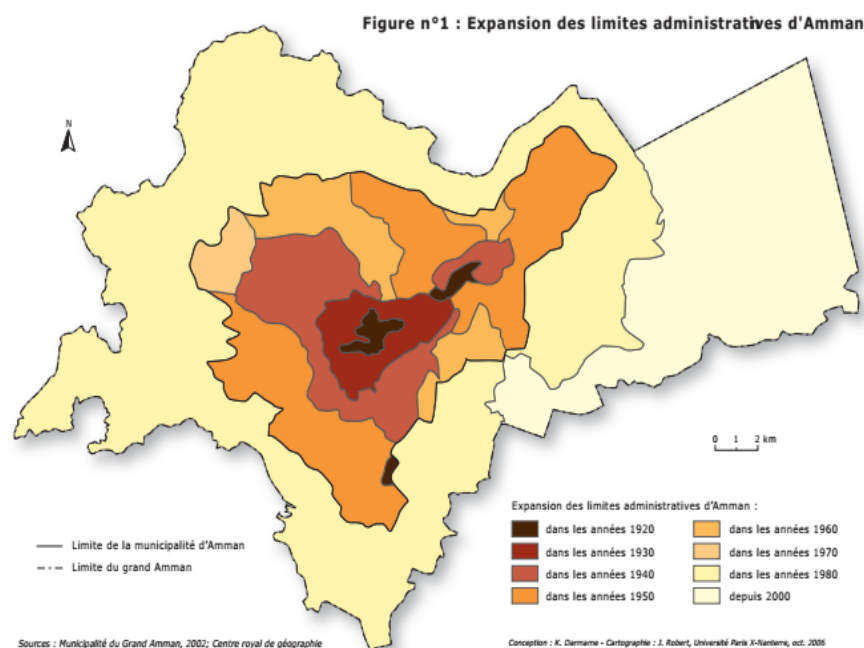 Figure n°1 : Expansion des limites administratives d'Amman
N
0 1 2 km
Expansion des limites administratives d'Amman :
dans les années 1920
dans les années 1930
dans les années 1940
dans les années 1950
dans les années 1960
dans les années 1970
dans les années 1980
depuis 2000
Limite de la municipalité d'Amman
Limite du grand Amman
Sources : Municipalité du Grand Amman, 2002; Centre royal de géographie
Conception : K. Darmame - Cartographie : J. Robert, Université Paris X-Nanterre, oct. 2006